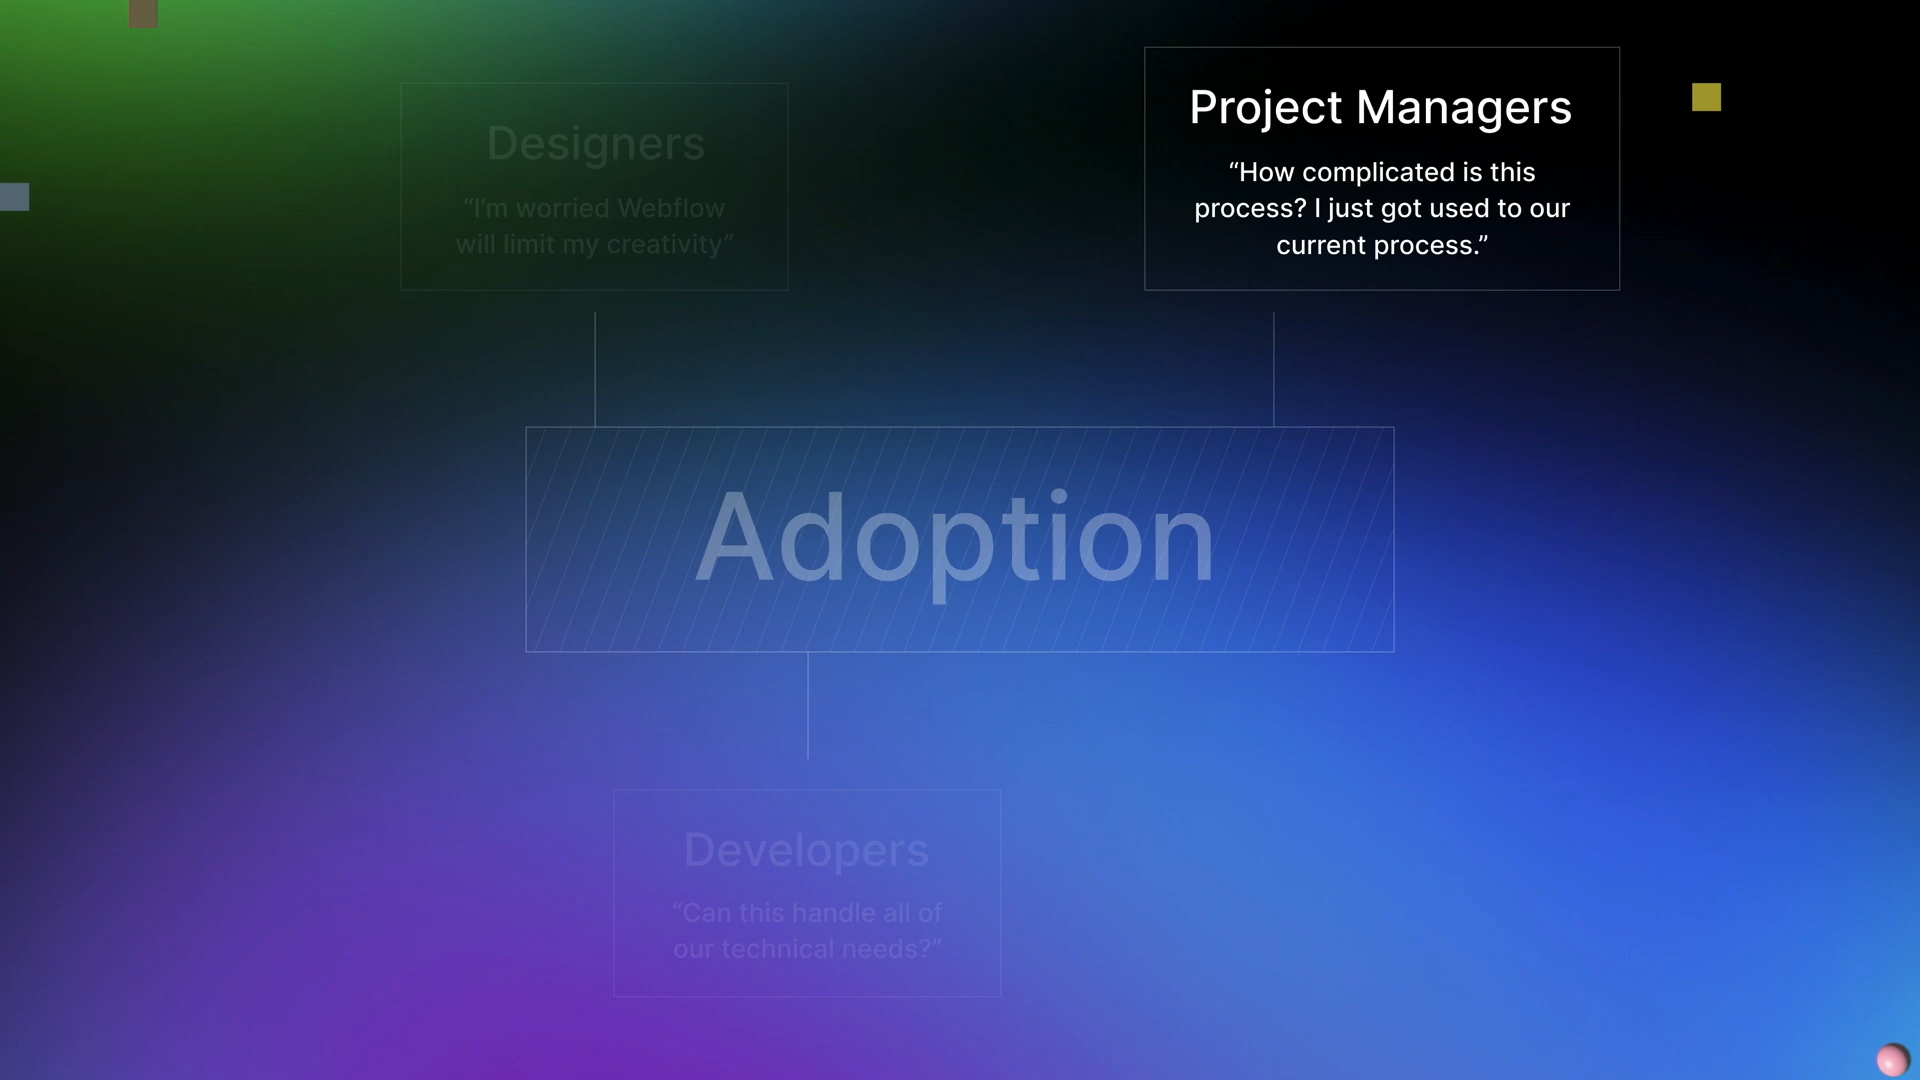 Designers
“I’m worried Webflow
will limit my creativity”
Project Managers
“How complicated is this
process? I just got used to our
current process.”
Adoption
Developers
“Can this handle all of
our technical needs?”